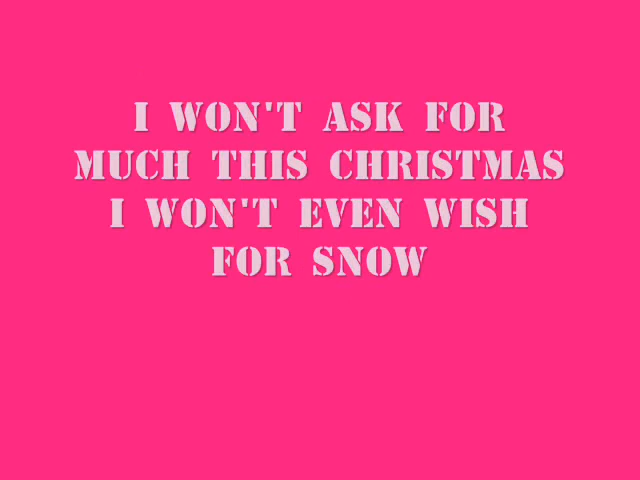 I WON'T ASK FOR
MUCH THIS CHRISTMAS
I WON'T EVEN WISH
FOR SNOW